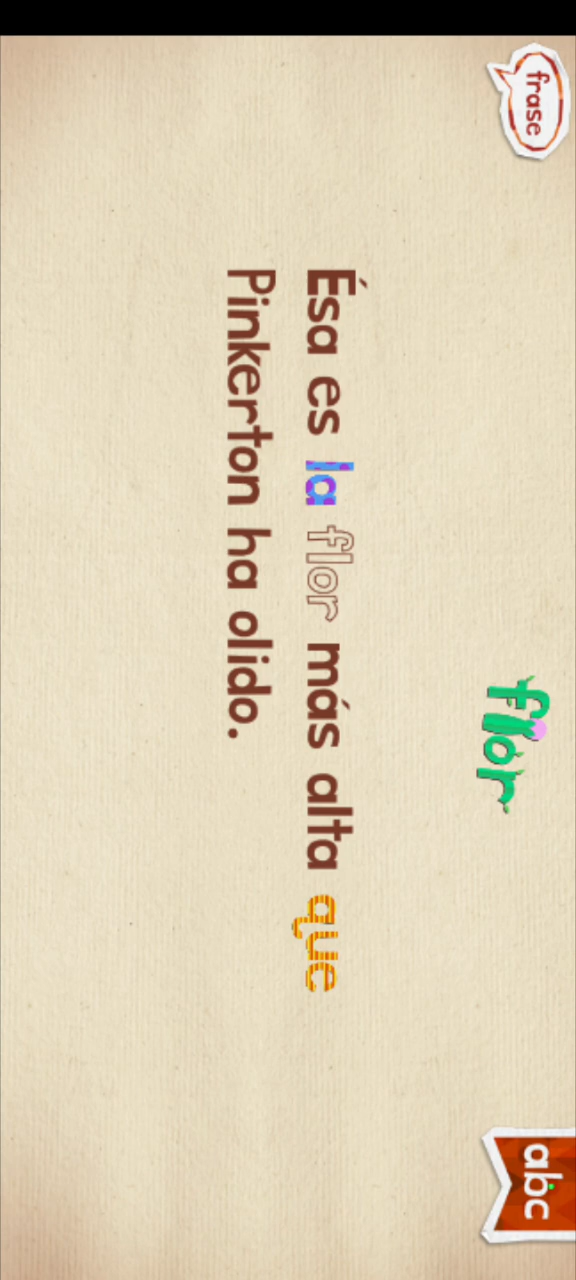 frase
flor
abc
Ésa es la flor más alta que
Pinkerton ha olido.